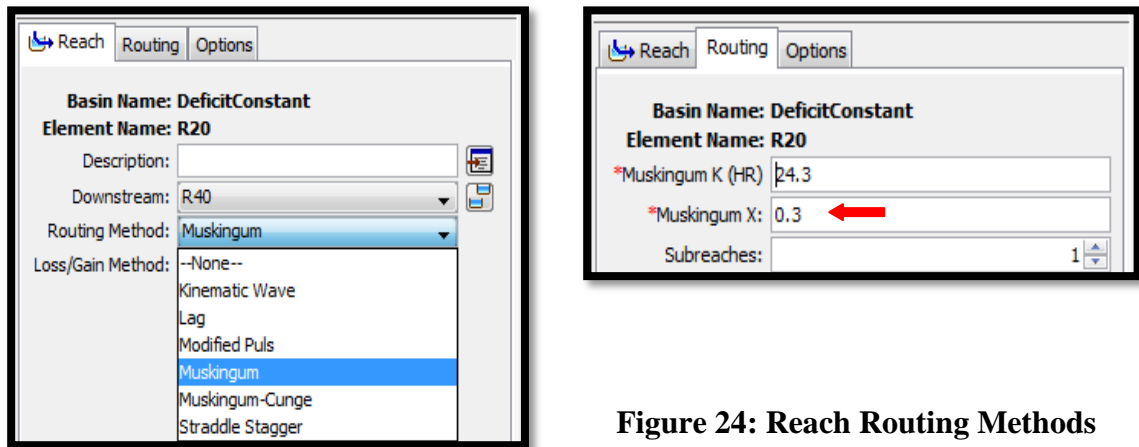 Reach Routing Options
Basin Name: DeficitConstant
Element Name: R20
Description:
Downstream: R40
Routing Method: Muskingum
Loss/Gain Method: --None--
Kinematic Wave
Lag
Modified Puls
Muskingum
Muskingum-Cunge
Straddle Stagger
Reach Routing Options
Basin Name: DeficitConstant
Element Name: R20
*Muskingum K (HR) 24.3
*Muskingum X: 0.3
Subreaches: 1
Figure 24: Reach Routing Methods